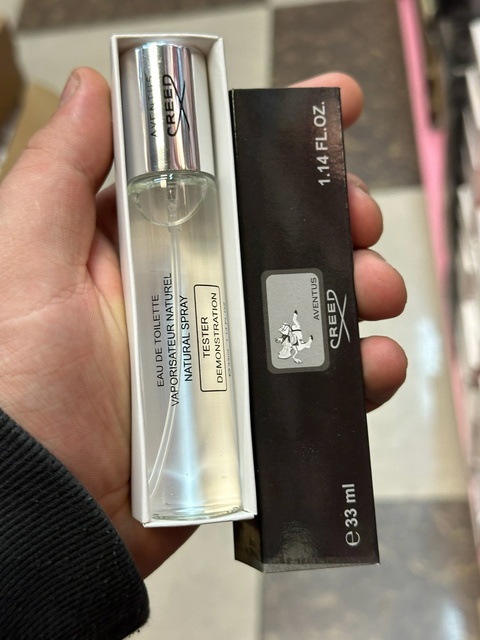 AVENTUS
CREED
EAU DE TOILETTE
VAPORISATEUR NATUREL
NATURAL SPRAY
TESTER
DEMONSTRATION
1.14 FL.OZ.
AVENTUS
CREED
℮ 33 ml